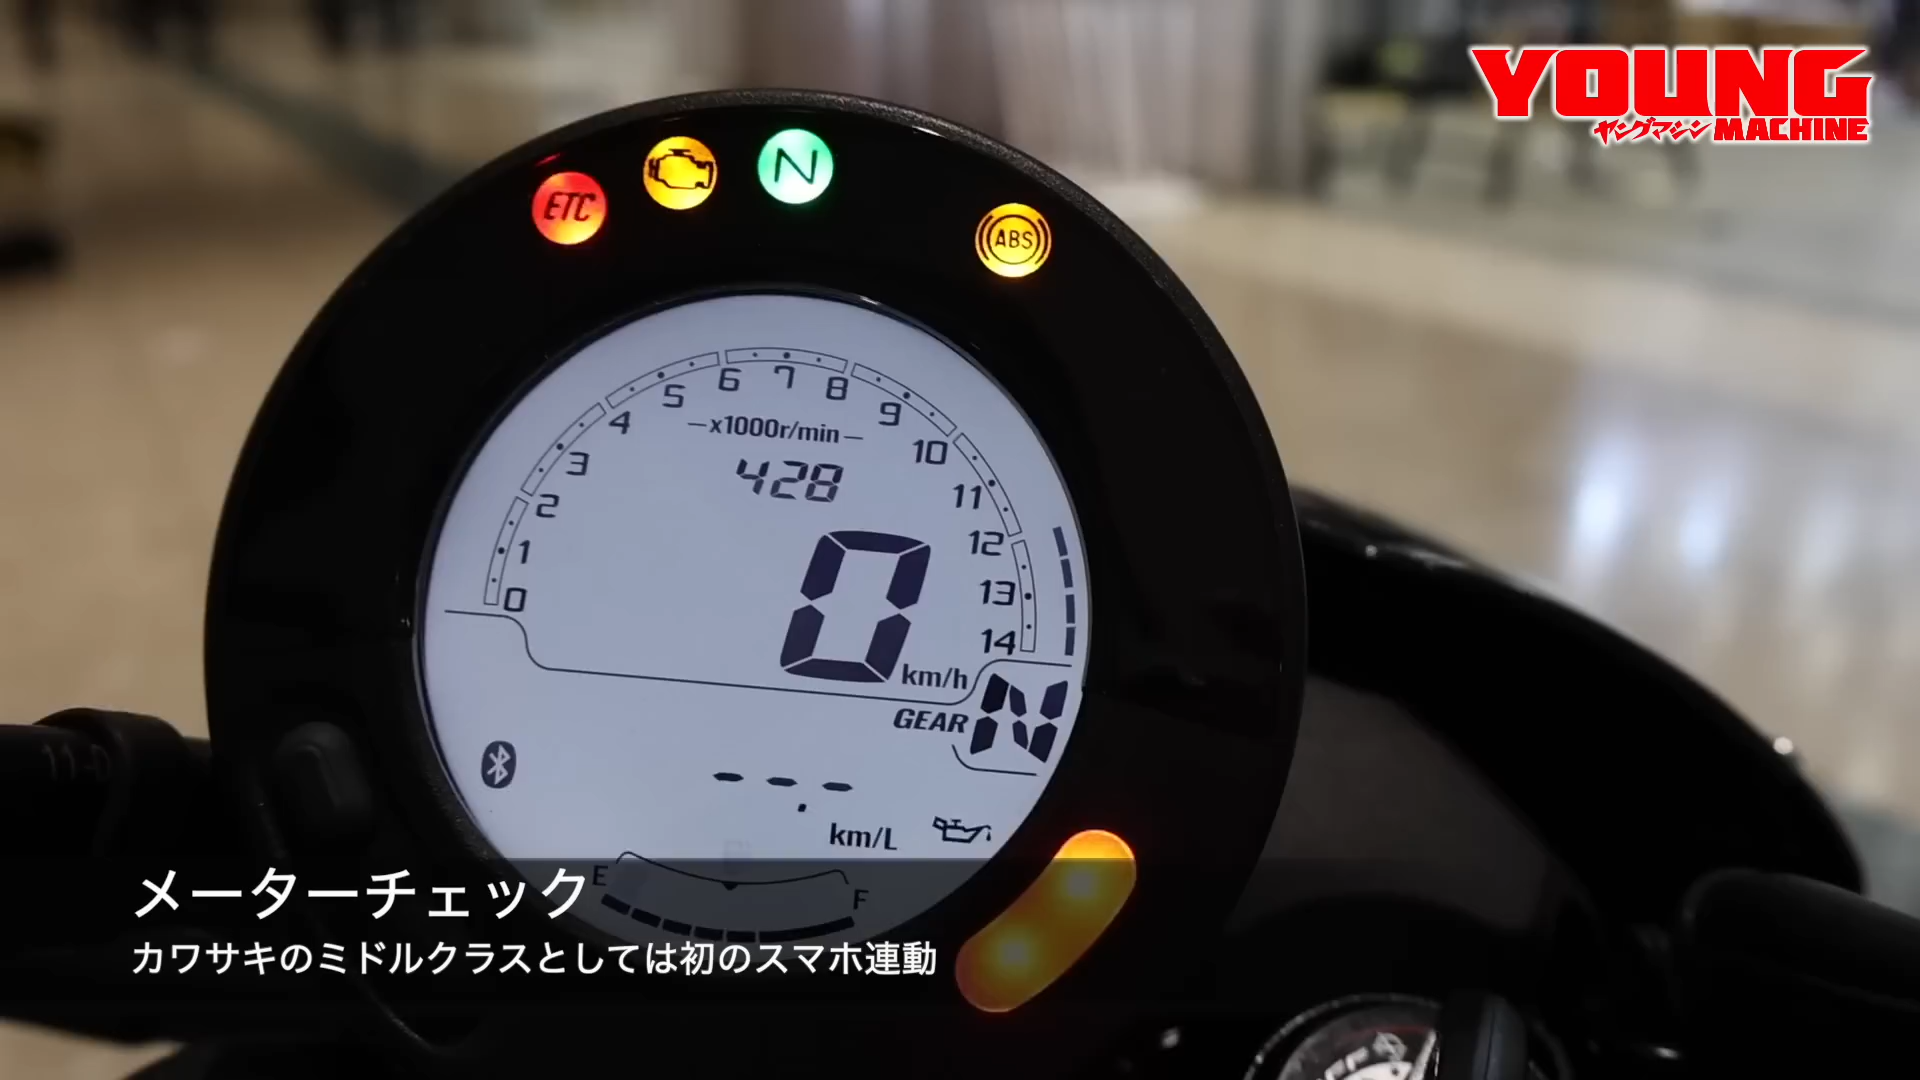 YOUNG
ヤングマシン MACHINE
ETC
N
ABS
0 1 2 3 4 5 6 7 8 9 10 11 12 13 14
x1000r/min
428
0
km/h
GEAR N
--.-
km/L
E F
メーターチェック
カワサキのミドルクラスとしては初のスマホ連動